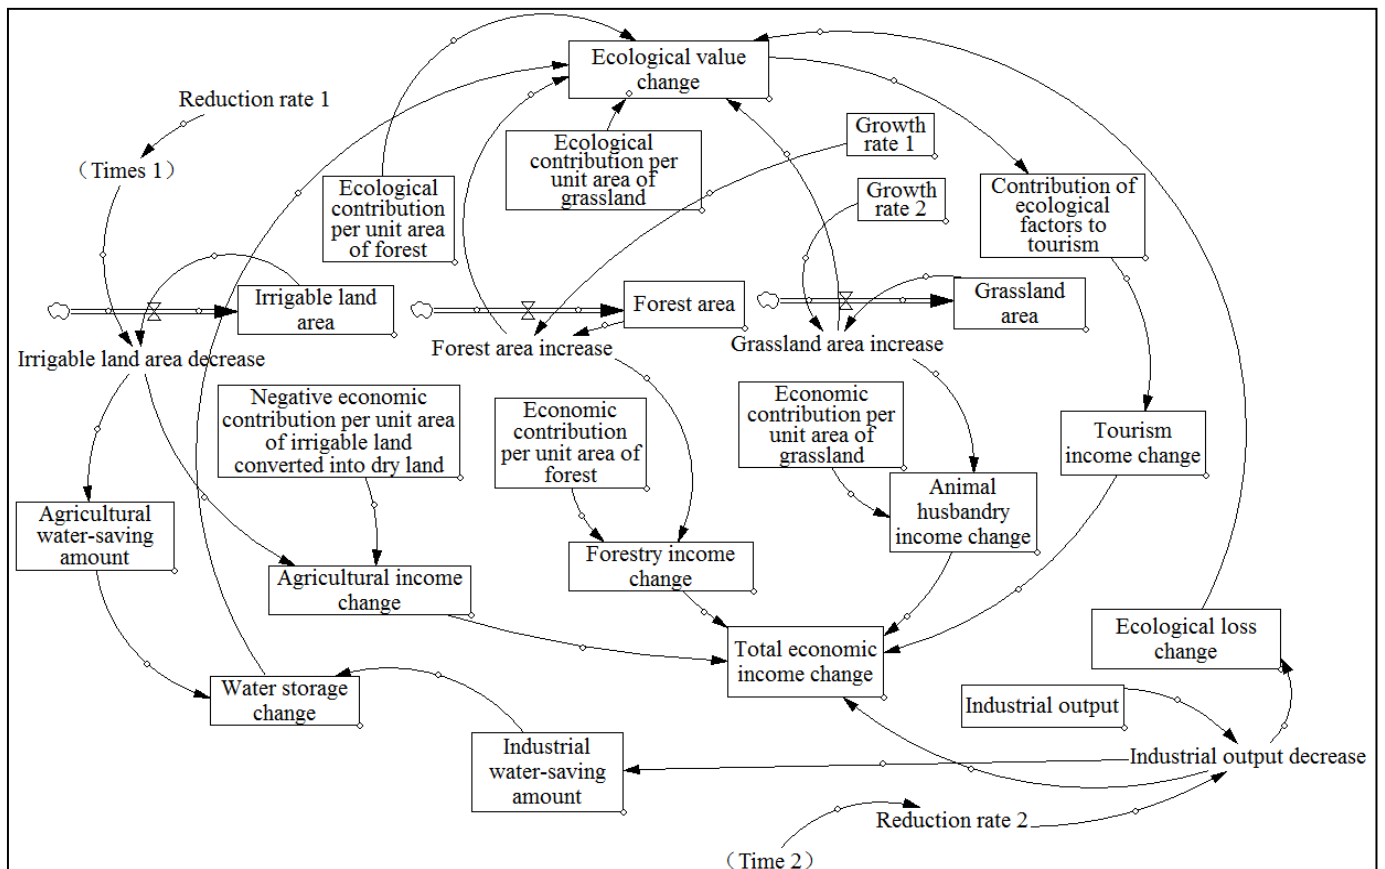 Ecological value
change
Reduction rate 1
(Times 1)
Ecological
contribution per
unit area of
grassland
Growth
rate 1
Ecological
contribution
per unit area
of forest
Growth
rate 2
Contribution of
ecological
factors to
tourism
Irrigable land
area
Forest area
Grassland
area
Irrigable land area decrease
Forest area increase
Grassland area increase
Negative economic
contribution per unit area
of irrigable land
converted into dry land
Economic
contribution
per unit area of
forest
Economic
contribution per
unit area of
grassland
Tourism
income change
Agricultural
water-saving
amount
Animal
husbandry
income change
Agricultural income
change
Forestry income
change
Total economic
income change
Ecological loss
change
Water storage
change
Industrial output
Industrial
water-saving
amount
Industrial output decrease
Reduction rate 2
(Time 2)